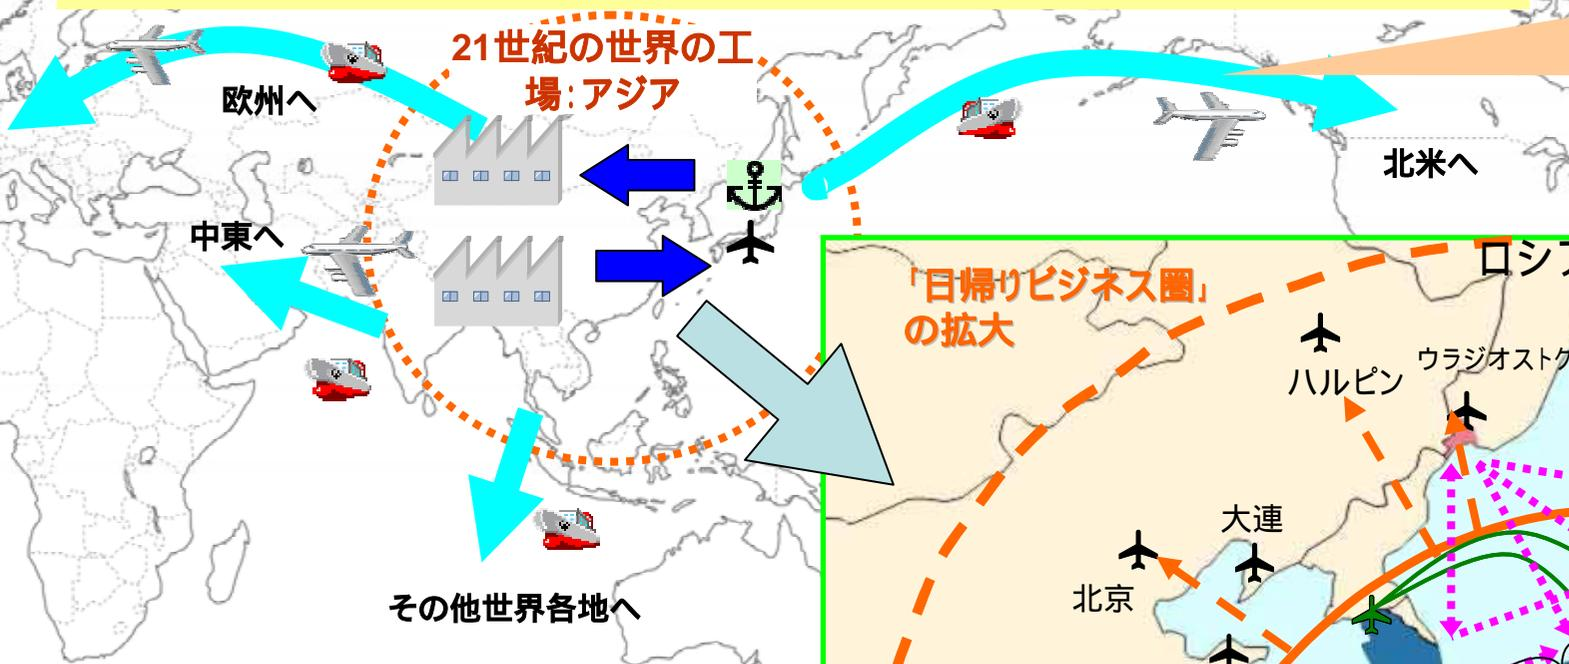 21世紀の世界の工
場：アジア
欧州へ
北米へ
中東へ
その他世界各地へ
「日帰りビジネス圏」
の拡大
ロシ
ハルピン
ウラジオストク
大連
北京